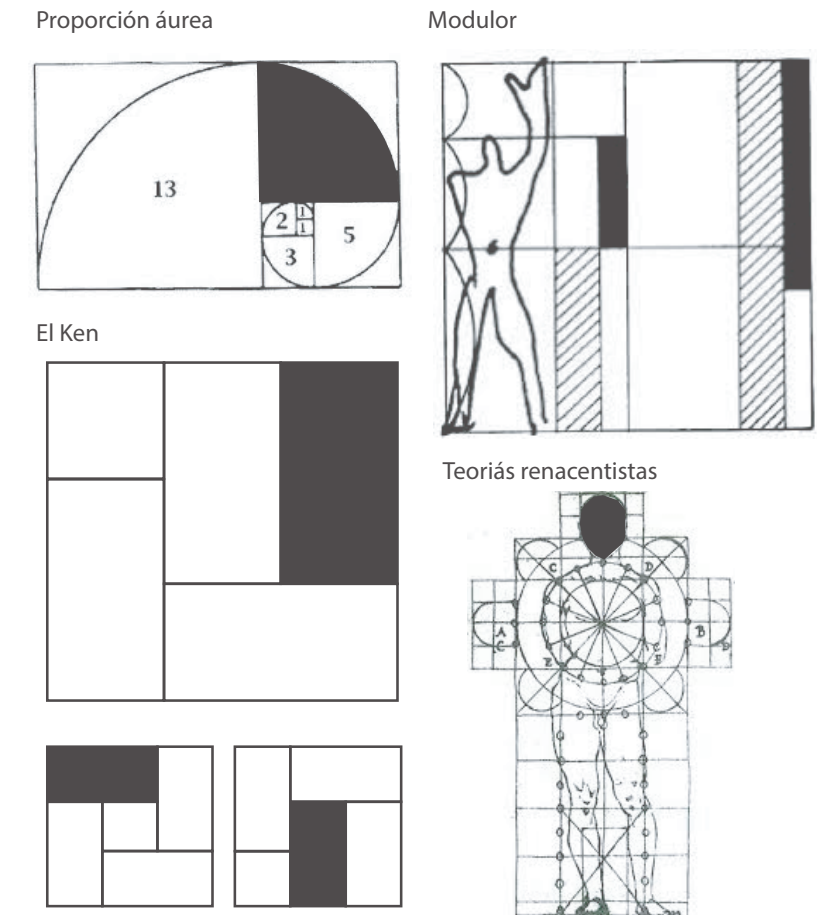 Proporción áurea
13
2
1
1
3
5
El Ken
Modulor
Teoriás renacentistas
C
D
A
C
B
D
E
E